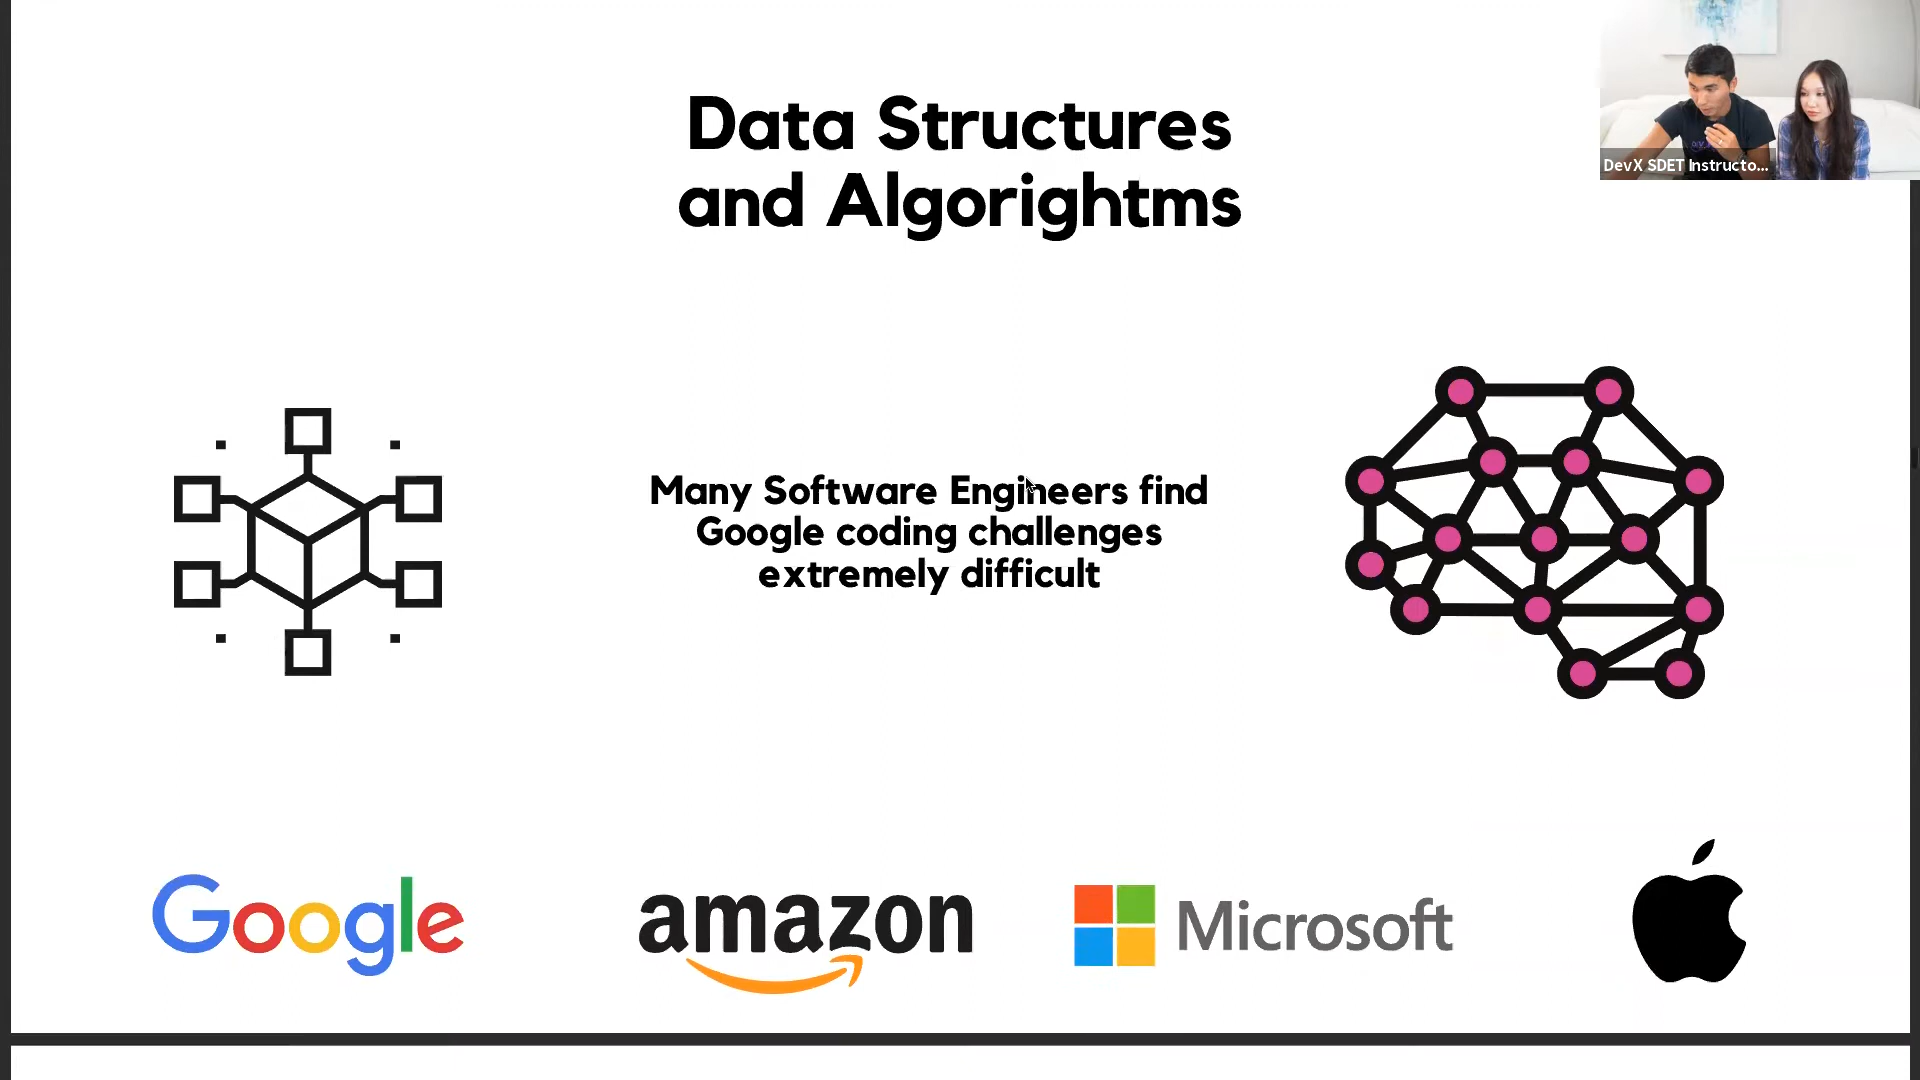 Data Structures
and Algorightms
DevX SDET Instructo...
Many Software Engineers find
Google coding challenges
extremely difficult
Google
amazon
Microsoft